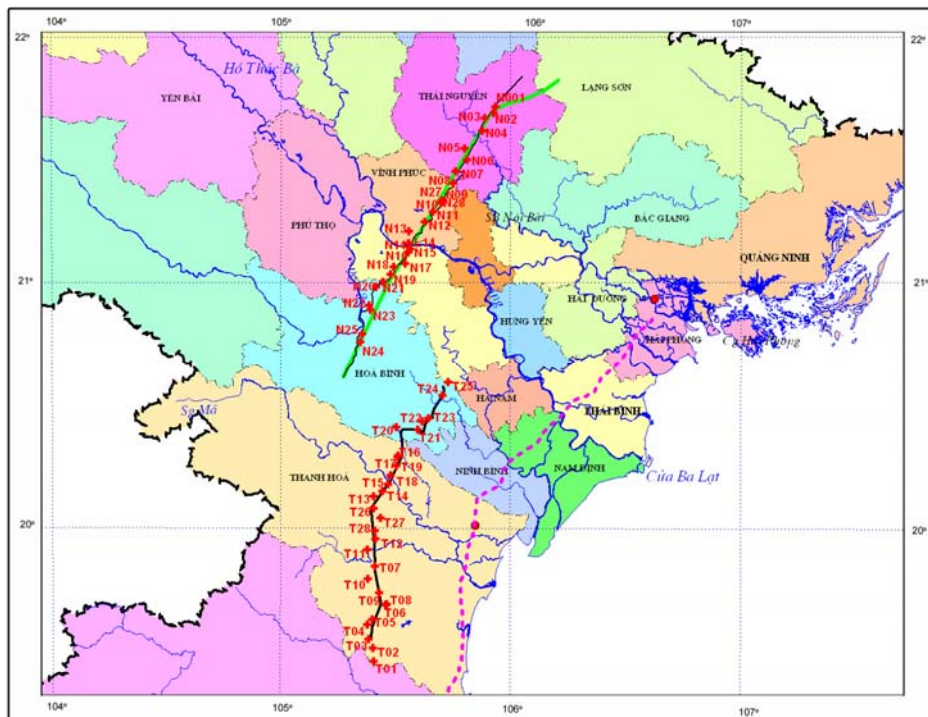 104°
105°
106°
107°
22°
22°
Hồ Thác Bà
YÊN BÁI
THÁI NGUYÊN
LẠNG SƠN
N001
N03
N02
N04
N05
N06
VĨNH PHÚC
N07
N08
N27
N09
N28
N10
N11
N12
PHÚ THỌ
SB Nội Bài
BẮC GIANG
N13
N14
N15
N16
N17
N18
QUẢNG NINH
21°
21°
N19
N20
N21
HẢI DƯƠNG
N22
N23
HƯNG YÊN
HẢI PHÒNG
N25
N24
HOÀ BÌNH
T25
T24
HÀ NAM
THÁI BÌNH
Sg Mã
T22
T23
T20
T21
T16
T17
T19
NINH BÌNH
NAM ĐỊNH
Cửa Ba Lạt
THANH HOÁ
T15
T18
T13
T14
T26
20°
20°
T27
T28
T12
T11
T07
T10
T09
T08
T06
T05
T04
T03
T02
T01
104°
105°
106°
107°